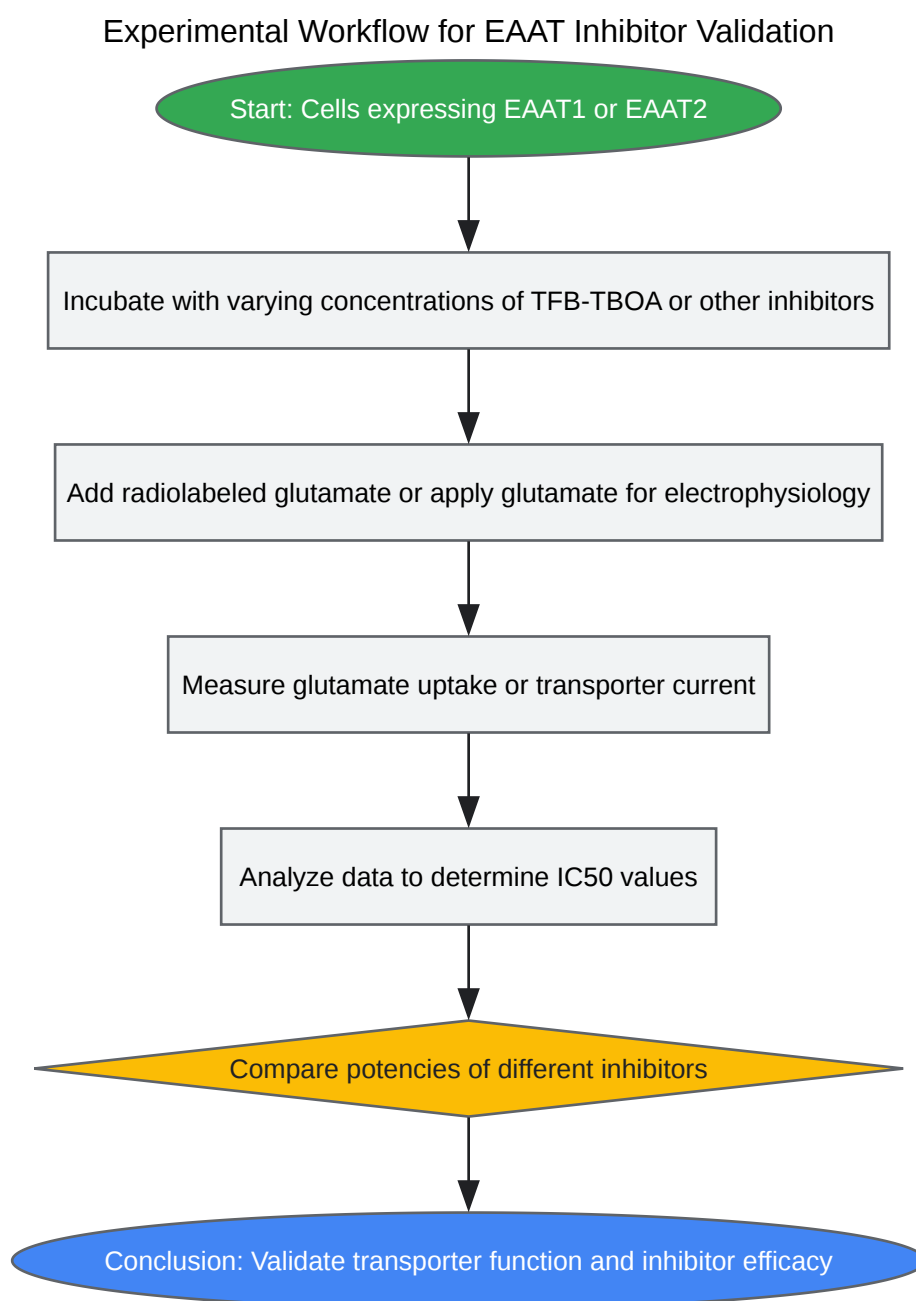 Experimental Workflow for EAAT Inhibitor Validation
Start: Cells expressing EAAT1 or EAAT2
Incubate with varying concentrations of TFB-TBOA or other inhibitors
Add radiolabeled glutamate or apply glutamate for electrophysiology
Measure glutamate uptake or transporter current
Analyze data to determine IC50 values
Compare potencies of different inhibitors
Conclusion: Validate transporter function and inhibitor efficacy